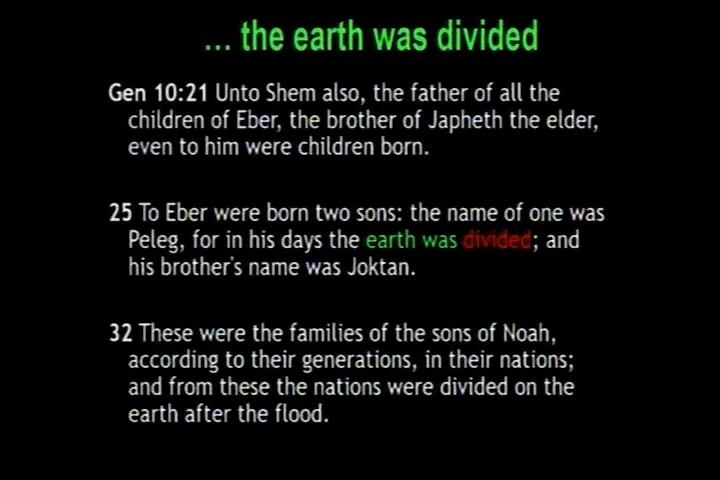 ... the earth was divided
Gen 10:21 Unto Shem also, the father of all the
children of Eber, the brother of Japheth the elder,
even to him were children born.
25 To Eber were born two sons: the name of one was
Peleg, for in his days the earth was divided; and
his brother's name was Joktan.
32 These were the families of the sons of Noah,
according to their generations, in their nations;
and from these the nations were divided on the
earth after the flood.